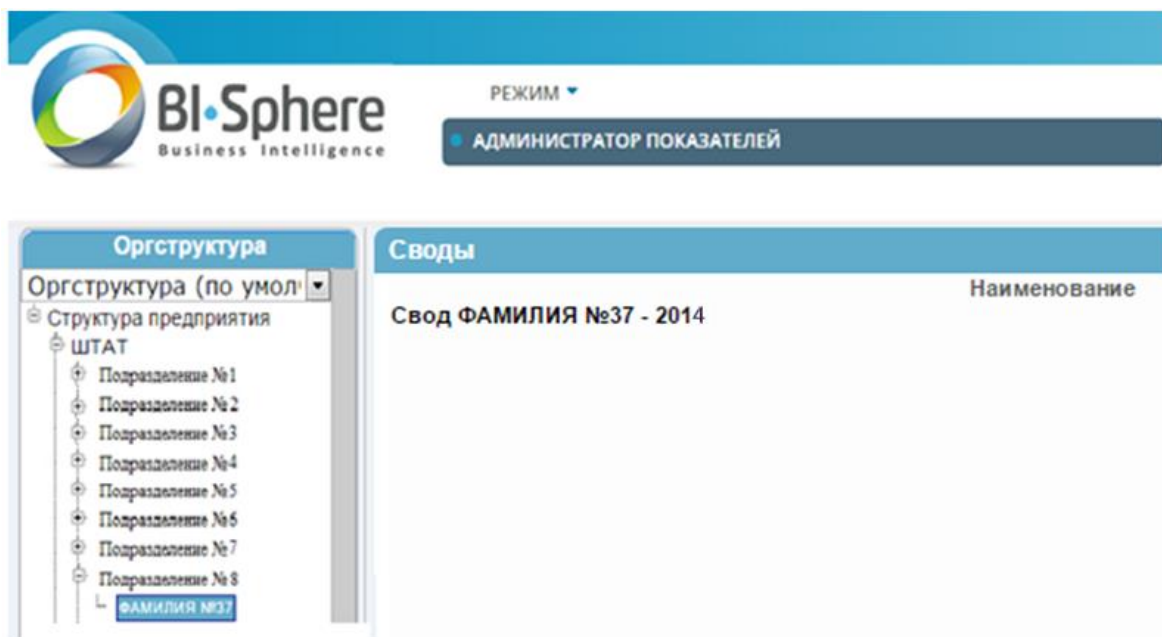 BI•Sphere
Business Intelligence
РЕЖИМ
АДМИНИСТРАТОР ПОКАЗАТЕЛЕЙ
Оргструктура
Оргструктура (по умол
Структура предприятия
ШТАТ
Подразделение №1
Подразделение №2
Подразделение №3
Подразделение №4
Подразделение №5
Подразделение №6
Подразделение №7
Подразделение №8
ФАМИЛИЯ №37
Своды
Наименование
Свод ФАМИЛИЯ №37 - 2014